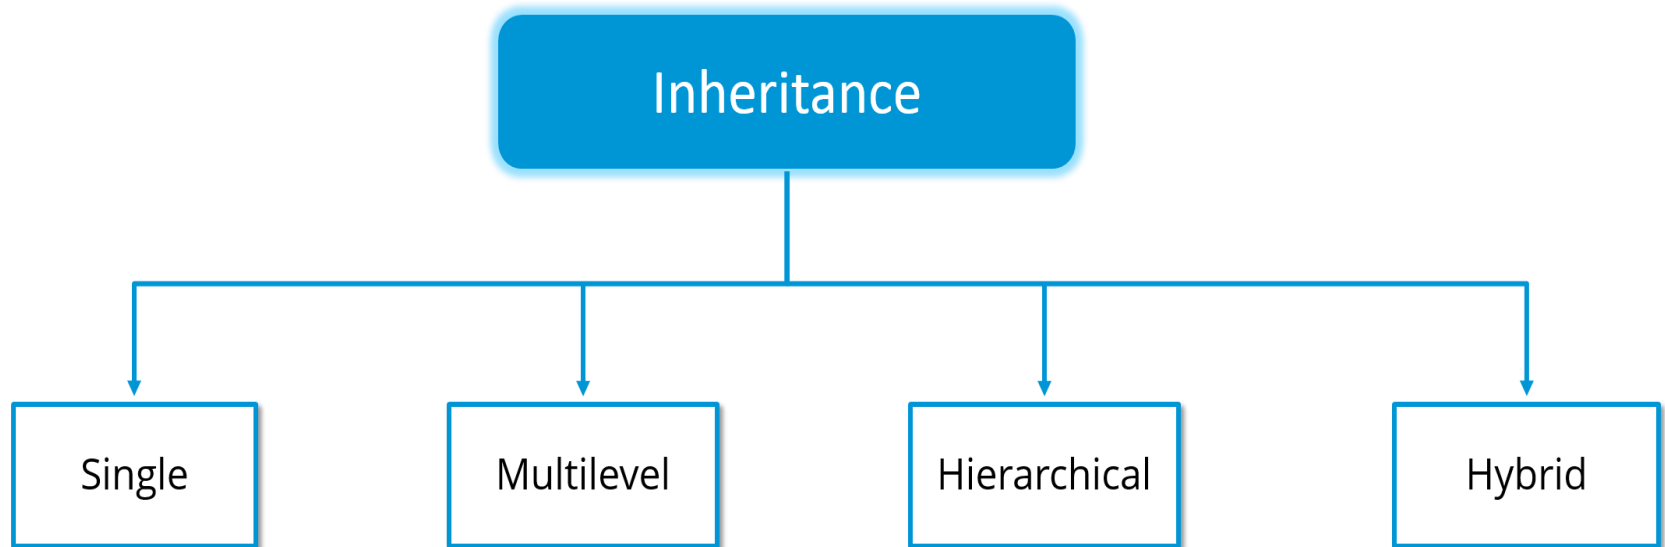 Inheritance
Single
Multilevel
Hierarchical
Hybrid